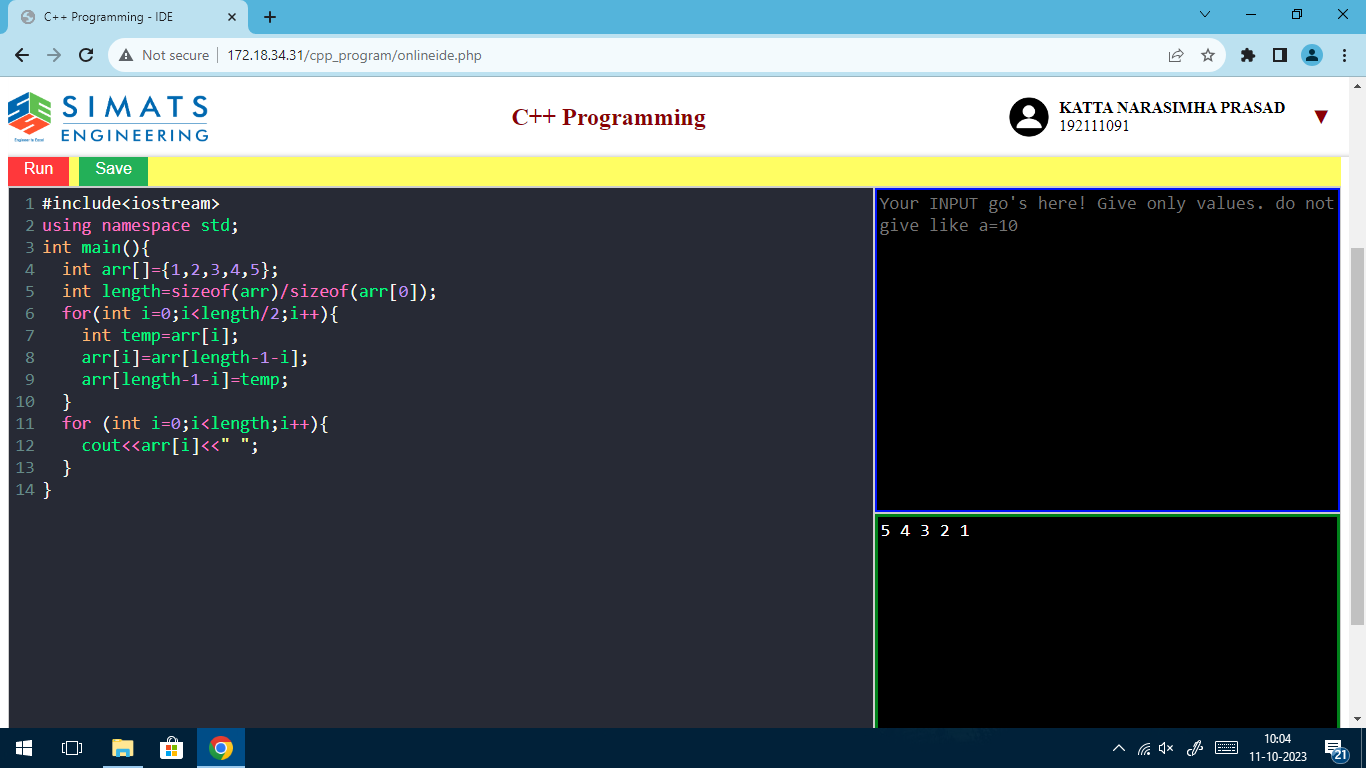 C++ Programming - IDE
Not secure 172.18.34.31/cpp_program/onlineide.php
SIMATS
ENGINEERING
Engineer to Excel
C++ Programming
KATTA NARASIMHA PRASAD
192111091
Run Save
1 #include<iostream>
2 using namespace std;
3 int main(){
4 int arr[]={1,2,3,4,5};
5 int length=sizeof(arr)/sizeof(arr[0]);
6 for(int i=0;i<length/2;i++){
7 int temp=arr[i];
8 arr[i]=arr[length-1-i];
9 arr[length-1-i]=temp;
10 }
11 for (int i=0;i<length;i++){
12 cout<<arr[i]<<" ";
13 }
14 }
Your INPUT go's here! Give only values. do not
give like a=10
5 4 3 2 1
10:04
11-10-2023
21